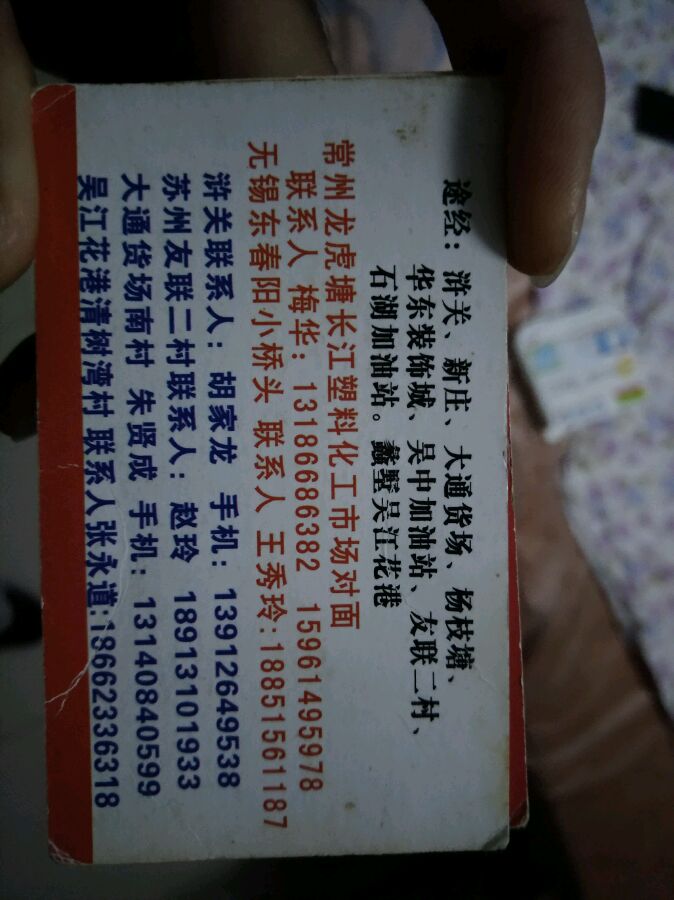 途经：浒关、新庄、大通货场、杨枝塘、
华东装饰城、吴中加油站、友联二村、
石湖加油站。蠡墅吴江花港
常州龙虎塘长江塑料化工市场对面
联系人 梅华：13186686382 15961495978
无锡东春阳小桥头 联系人 王秀玲：18851561187
浒关联系人：胡家龙 手机：13912649538
苏州友联二村联系人：赵玲 18913101933
大通货场南村 朱贤成 手机：13140840599
吴江花港清树湾村 联系人张永道：18662336318